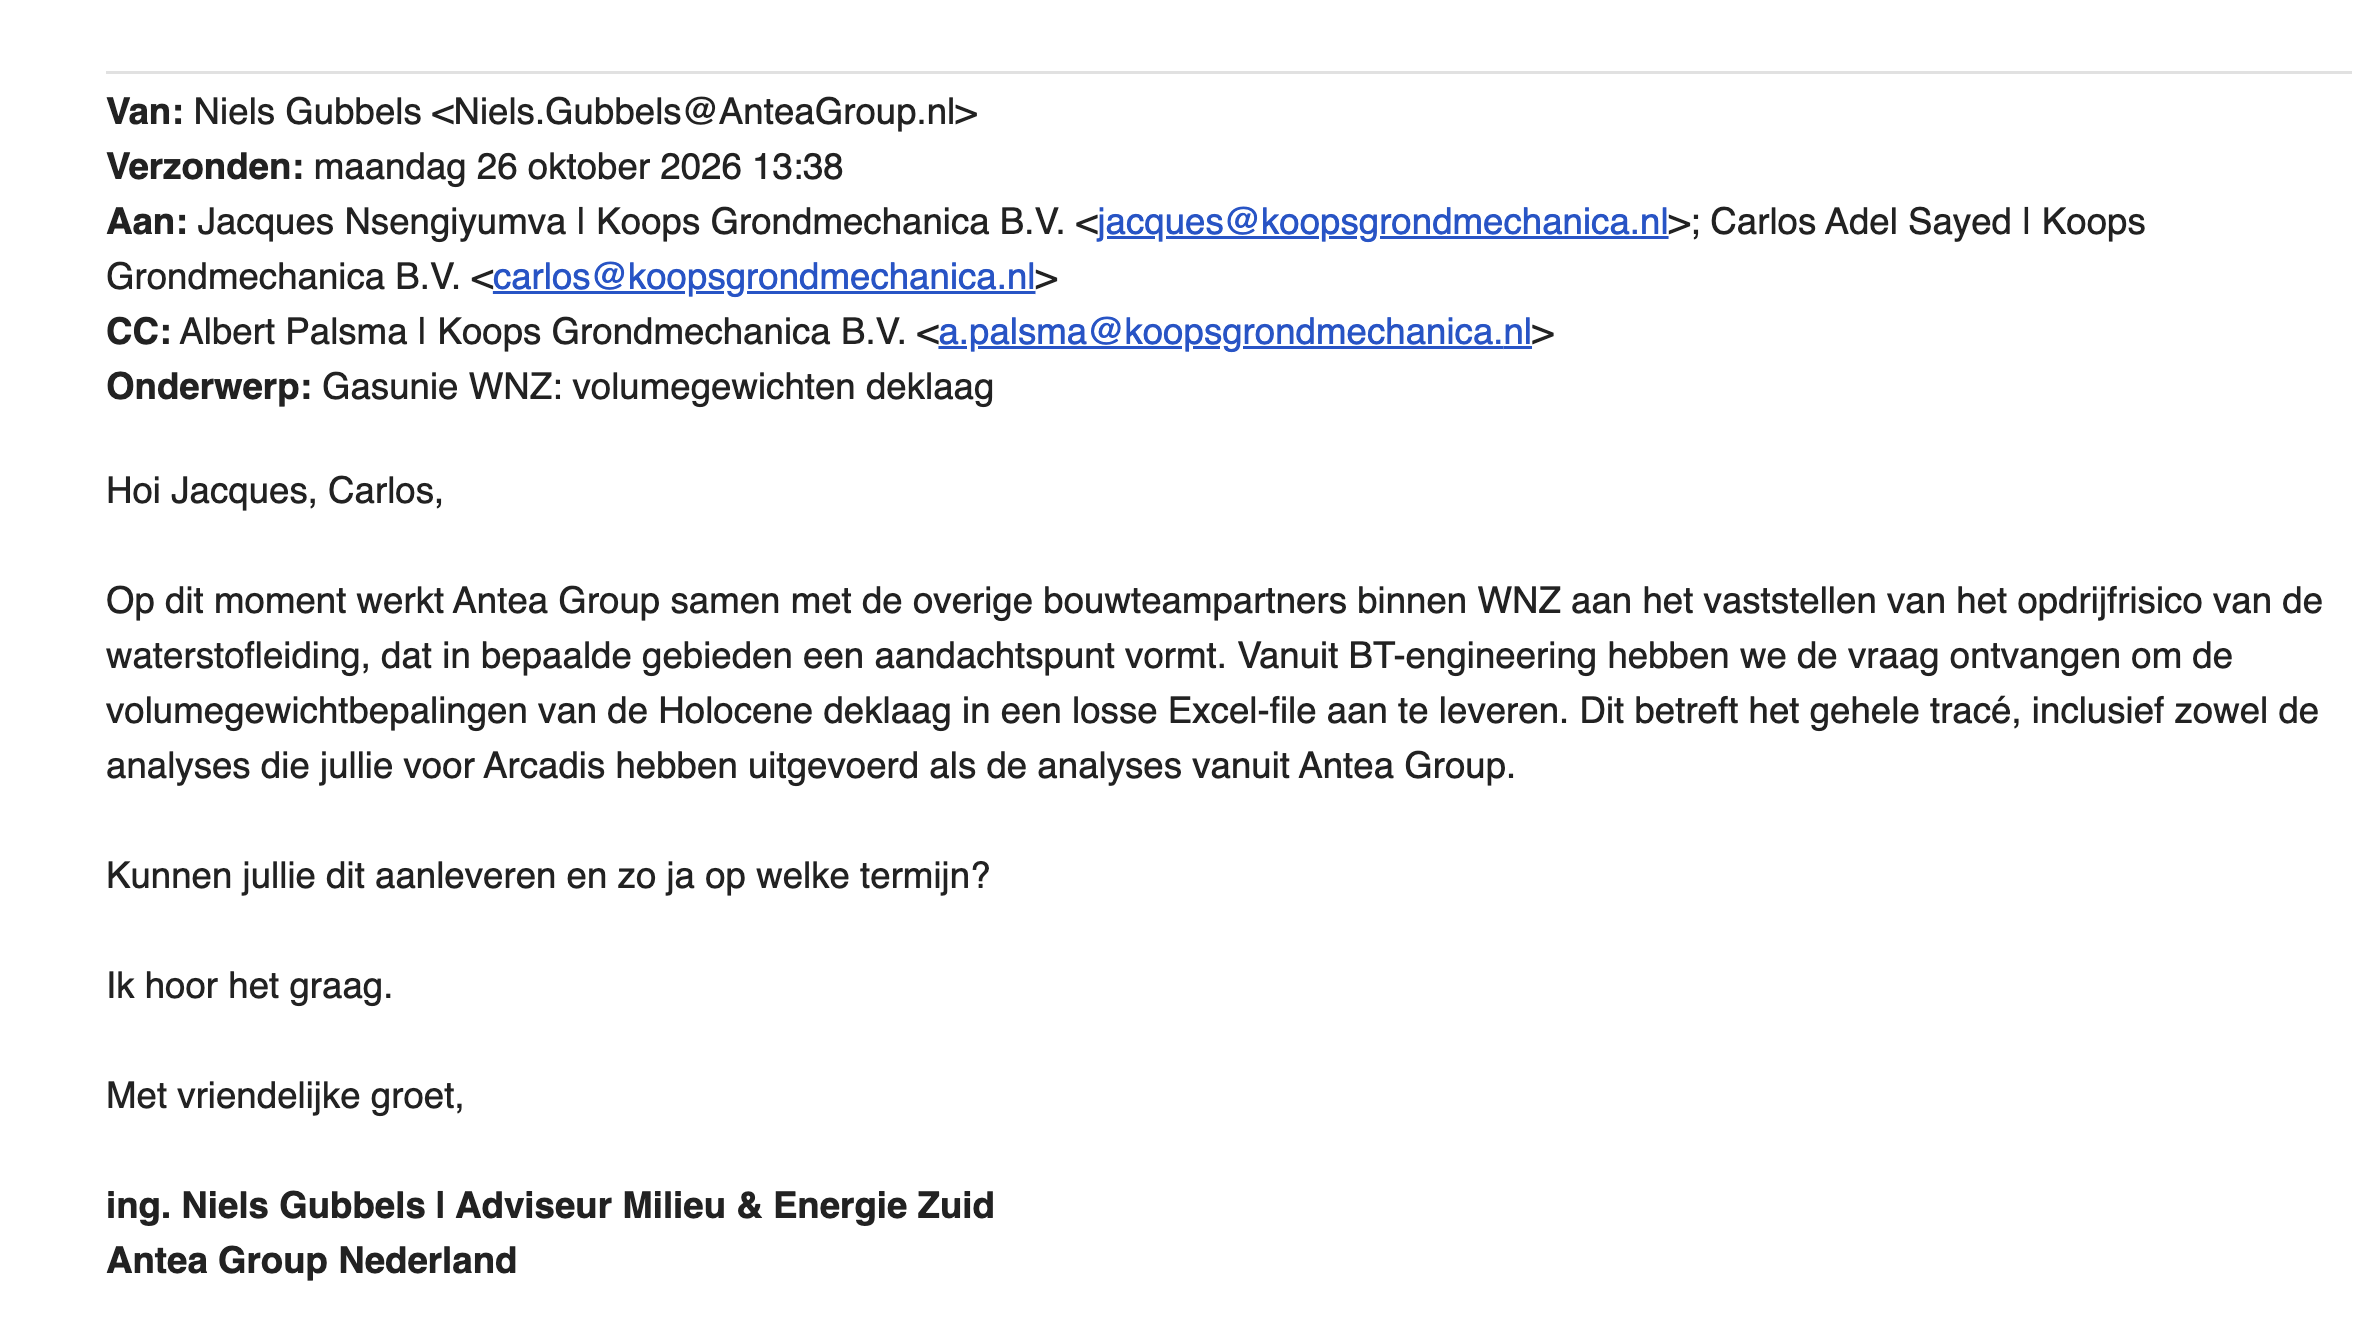 Van: Niels Gubbels <Niels.Gubbels@AnteaGroup.nl>
Verzonden: maandag 26 oktober 2026 13:38
Aan: Jacques Nsengiyumva | Koops Grondmechanica B.V. <jacques@koopsgrondmechanica.nl>; Carlos Adel Sayed | Koops
Grondmechanica B.V. <carlos@koopsgrondmechanica.nl>
CC: Albert Palsma | Koops Grondmechanica B.V. <a.palsma@koopsgrondmechanica.nl>
Onderwerp: Gasunie WNZ: volumegewichten deklaag
Hoi Jacques, Carlos,
Op dit moment werkt Antea Group samen met de overige bouwteampartners binnen WNZ aan het vaststellen van het opdrijfrisico van de
waterstofleiding, dat in bepaalde gebieden een aandachtspunt vormt. Vanuit BT-engineering hebben we de vraag ontvangen om de
volumegewichtbepalingen van de Holocene deklaag in een losse Excel-file aan te leveren. Dit betreft het gehele tracé, inclusief zowel de
analyses die jullie voor Arcadis hebben uitgevoerd als de analyses vanuit Antea Group.
Kunnen jullie dit aanleveren en zo ja op welke termijn?
Ik hoor het graag.
Met vriendelijke groet,
ing. Niels Gubbels | Adviseur Milieu & Energie Zuid
Antea Group Nederland